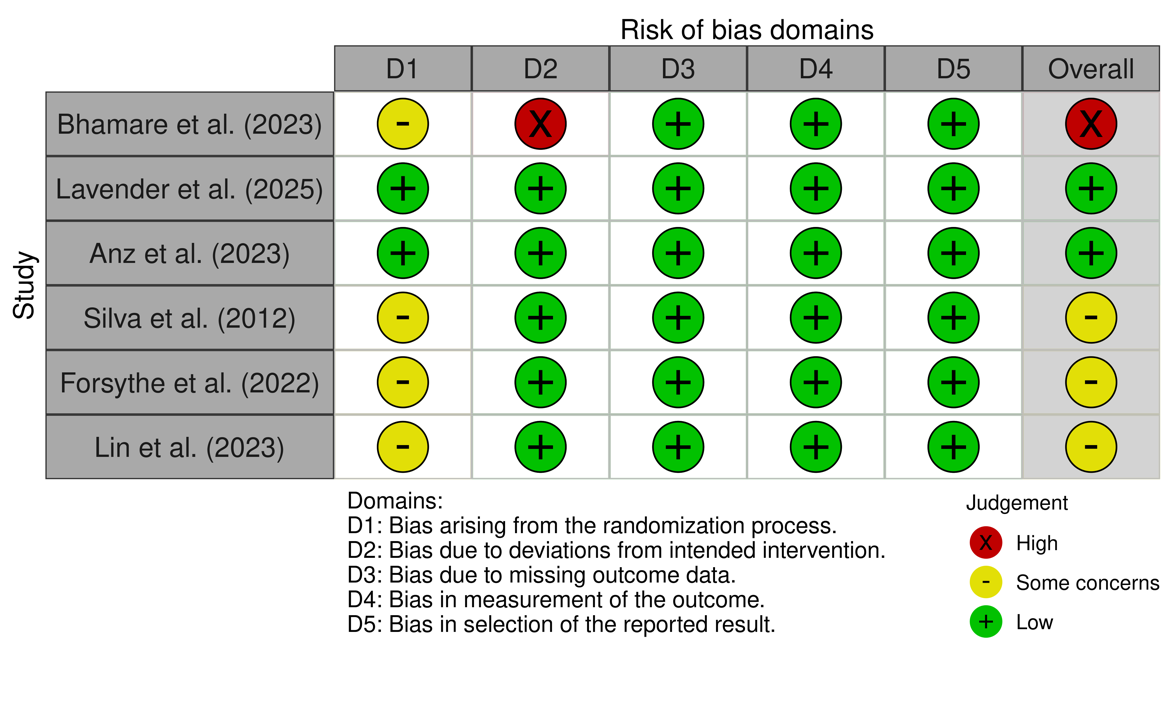 Risk of bias domains
D1 D2 D3 D4 D5 Overall
Study
Bhamare et al. (2023) - X + + + X
Lavender et al. (2025) + + + + + +
Anz et al. (2023) + + + + + +
Silva et al. (2012) - + + + + -
Forsythe et al. (2022) - + + + + -
Lin et al. (2023) - + + + + -
Domains:
D1: Bias arising from the randomization process.
D2: Bias due to deviations from intended intervention.
D3: Bias due to missing outcome data.
D4: Bias in measurement of the outcome.
D5: Bias in selection of the reported result.
Judgement
X High
- Some concerns
+ Low